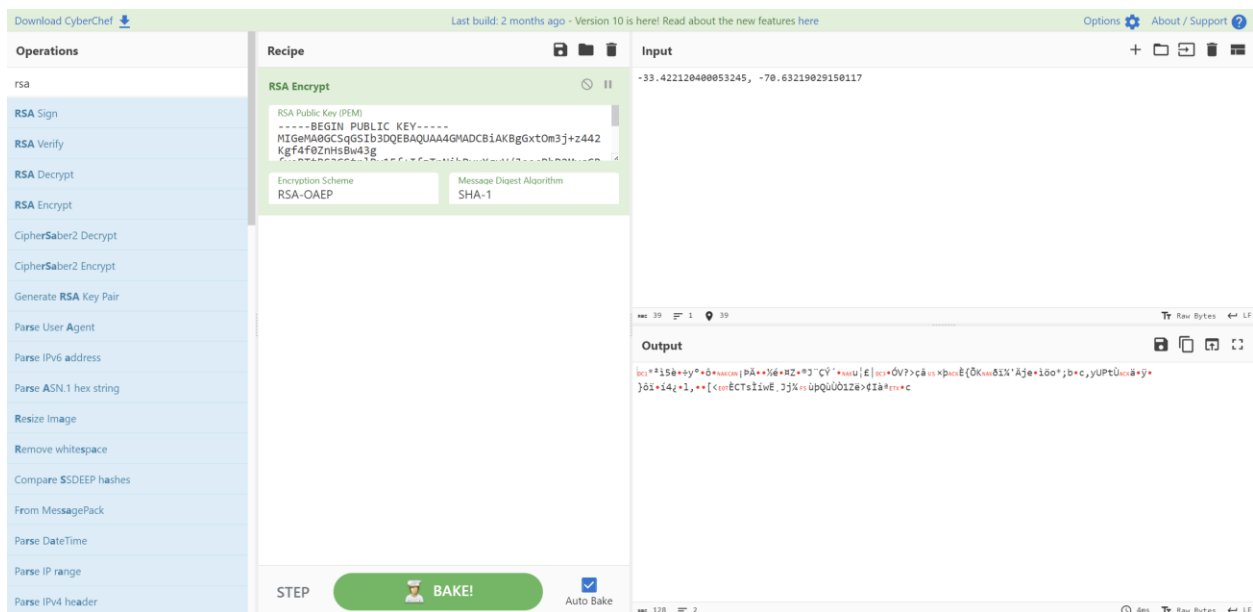 Download CyberChef
Last build: 2 months ago - Version 10 is here! Read about the new features here
Options
About / Support
Operations
rsa
RSA Sign
RSA Verify
RSA Decrypt
RSA Encrypt
CipherSaber2 Decrypt
CipherSaber2 Encrypt
Generate RSA Key Pair
Parse User Agent
Parse IPv6 address
Parse ASN.1 hex string
Resize Image
Remove whitespace
Compare SSDEEP hashes
From MessagePack
Parse DateTime
Parse IP range
Parse IPv4 header
Recipe
RSA Encrypt
RSA Public Key (PEM)
-----BEGIN PUBLIC KEY-----
MIGeMA0GCSqGSIb3DQEBAQUAA4GMADCBiAKBgGxtOm3j+z442
Kgf4f0ZnHsBw43g
Encryption Scheme
RSA-OAEP
Message Digest Algorithm
SHA-1
STEP
BAKE!
Auto Bake
Input
-33.422120400053245, -70.63219029150117
39 1 39
Raw Bytes LF
Output
128 2
4ms Raw Bytes LF